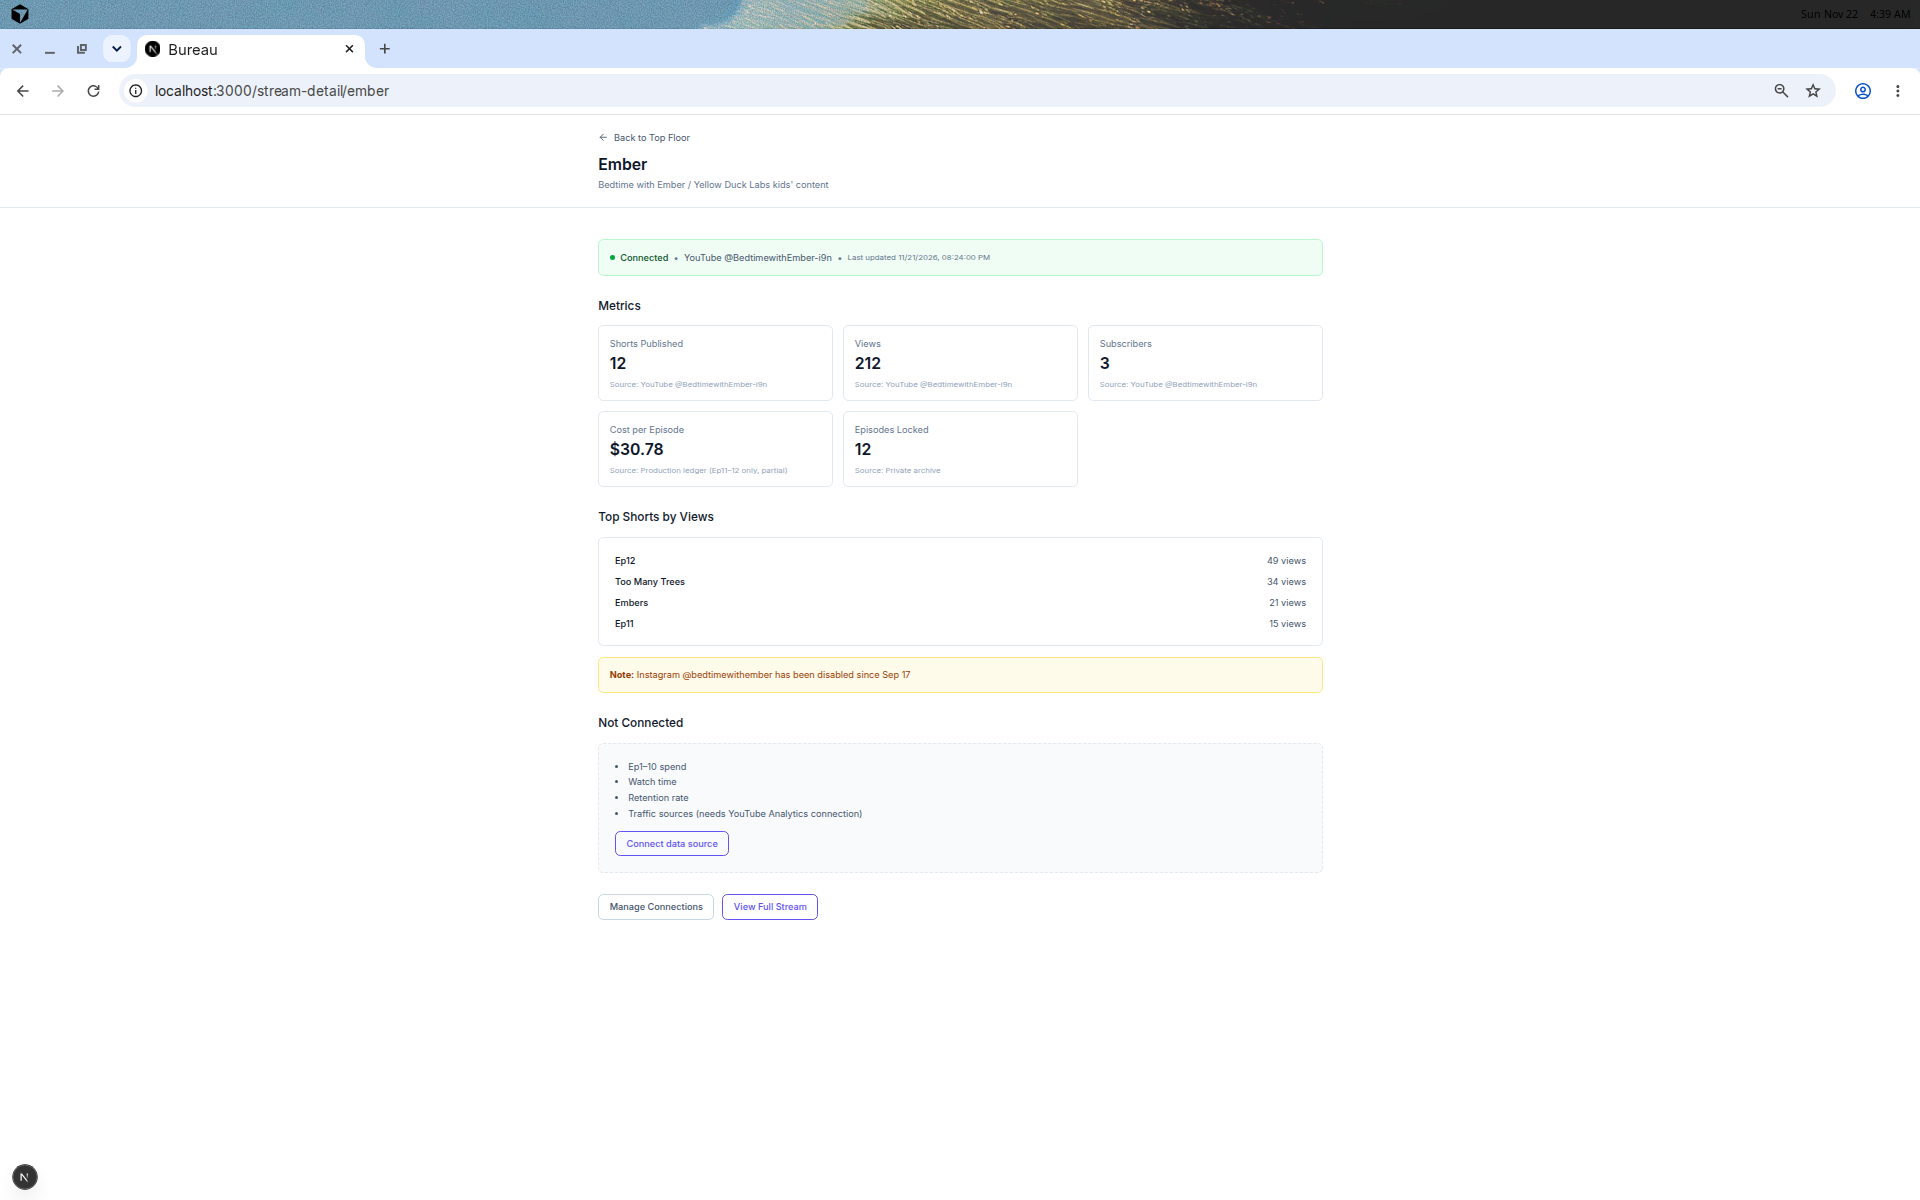 Sun Nov 22 4:39 AM
Bureau
localhost:3000/stream-detail/ember
Back to Top Floor
Ember
Bedtime with Ember / Yellow Duck Labs kids' content
Connected • YouTube @BedtimewithEmber-i9n • Last updated 11/21/2026, 08:24:00 PM
Metrics
Shorts Published
12
Source: YouTube @BedtimewithEmber-i9n
Views
212
Source: YouTube @BedtimewithEmber-i9n
Subscribers
3
Source: YouTube @BedtimewithEmber-i9n
Cost per Episode
$30.78
Source: Production ledger (Ep11–12 only, partial)
Episodes Locked
12
Source: Private archive
Top Shorts by Views
Ep12 49 views
Too Many Trees 34 views
Embers 21 views
Ep11 15 views
Note: Instagram @bedtimewithember has been disabled since Sep 17
Not Connected
• Ep1–10 spend
• Watch time
• Retention rate
• Traffic sources (needs YouTube Analytics connection)
Connect data source
Manage Connections
View Full Stream
N